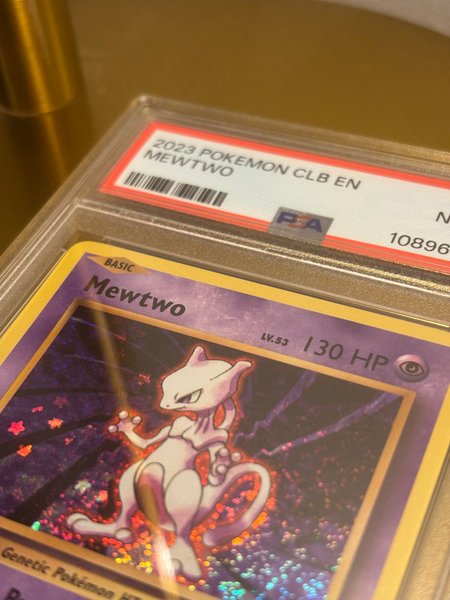 2023 POKEMON CLB EN
MEWTWO
PSA
10896
BASIC
Mewtwo
LV.53 130 HP
Genetic Pokémon